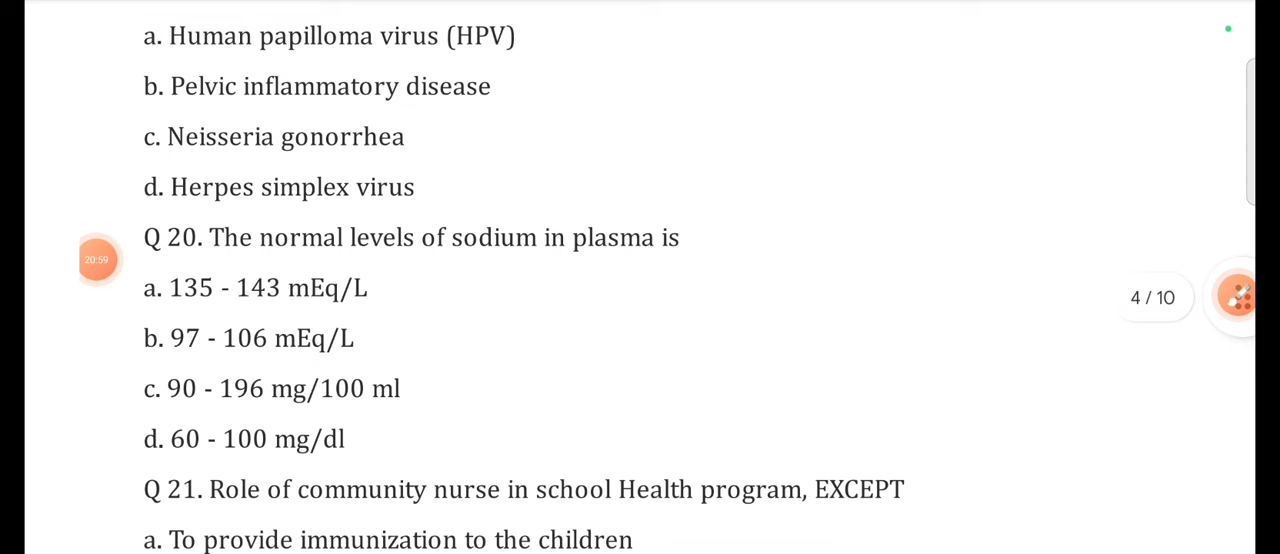 a. Human papilloma virus (HPV)
b. Pelvic inflammatory disease
c. Neisseria gonorrhea
d. Herpes simplex virus
Q 20. The normal levels of sodium in plasma is
20:59
a. 135 - 143 mEq/L
4 / 10
b. 97 - 106 mEq/L
c. 90 - 196 mg/100 ml
d. 60 - 100 mg/dl
Q 21. Role of community nurse in school Health program, EXCEPT
a. To provide immunization to the children